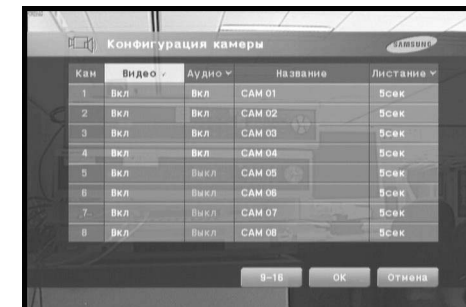 Конфигурация камеры SAMSUNG
Кан Видео Аудио Название Листание
1 Вкл Вкл CAM 01 5сек
2 Вкл Вкл CAM 02 5сек
3 Вкл Вкл CAM 03 5сек
4 Вкл Вкл CAM 04 5сек
5 Вкл Выкл CAM 05 5сек
6 Вкл Выкл CAM 06 5сек
7 Вкл Выкл CAM 07 5сек
8 Вкл Выкл CAM 08 5сек
9-16 OK Отмена